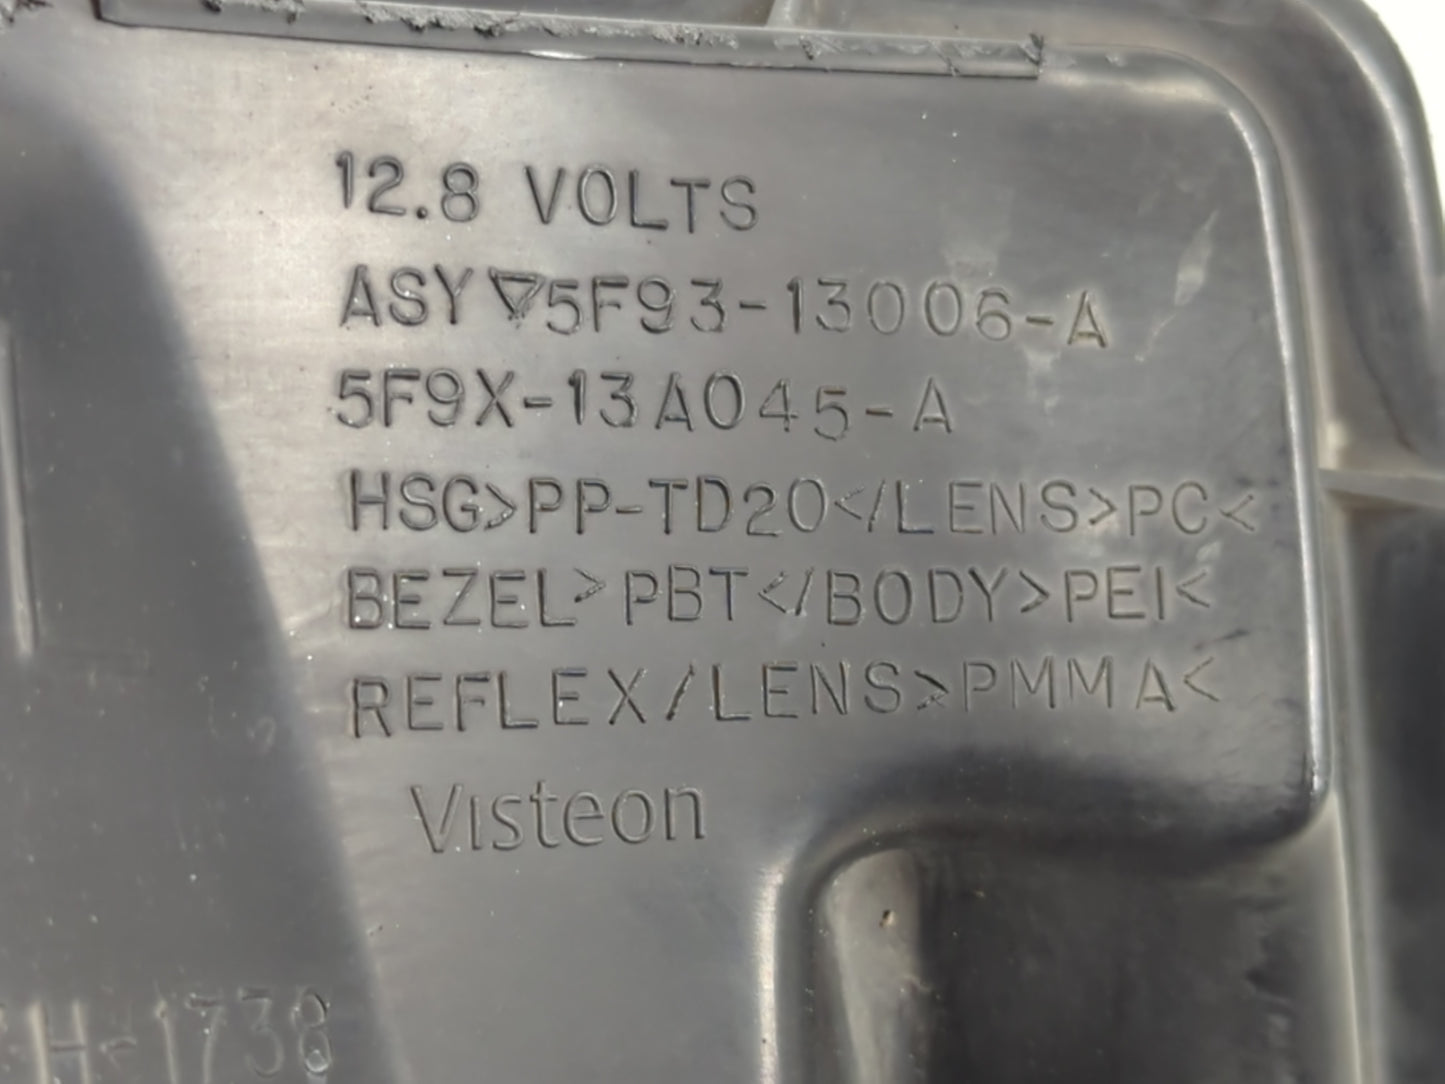 12.8 VOLTS
ASY▽5F93-13006-A
5F9X-13A045-A
HSG>PP-TD20</LENS>PC<
BEZEL>PBT</BODY>PEI<
REFLEX/LENS>PMMA<
Visteon
H-1738